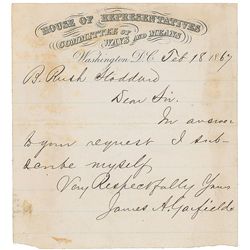 HOUSE OF REPRESENTATIVES
COMMITTEE OF
WAYS AND MEANS
Washington D.C. Feb 18 1867
B. Rush Stoddard
Dear Sir.
In answer
to your request I sub-
scribe myself
Very Respectfully Yours
James A. Garfield